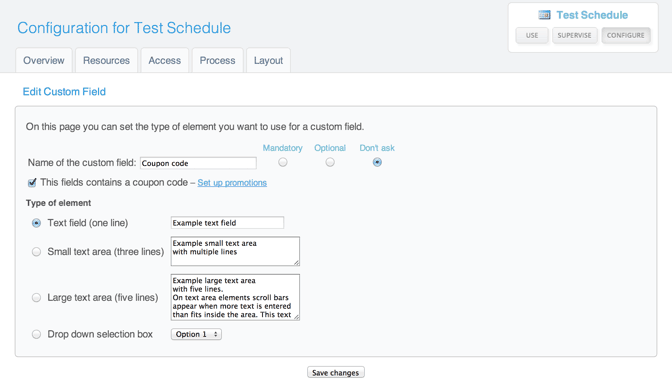 Configuration for Test Schedule
Test Schedule
USE SUPERVISE CONFIGURE
Overview Resources Access Process Layout
Edit Custom Field
On this page you can set the type of element you want to use for a custom field.
Mandatory Optional Don't ask
Name of the custom field: Coupon code
This fields contains a coupon code – Set up promotions
Type of element
Text field (one line) Example text field
Small text area (three lines)
Example small text area
with multiple lines
Large text area (five lines)
Example large text area
with five lines.
On text area elements scroll bars
appear when more text is entered
than fits inside the area. This text
Drop down selection box Option 1
Save changes